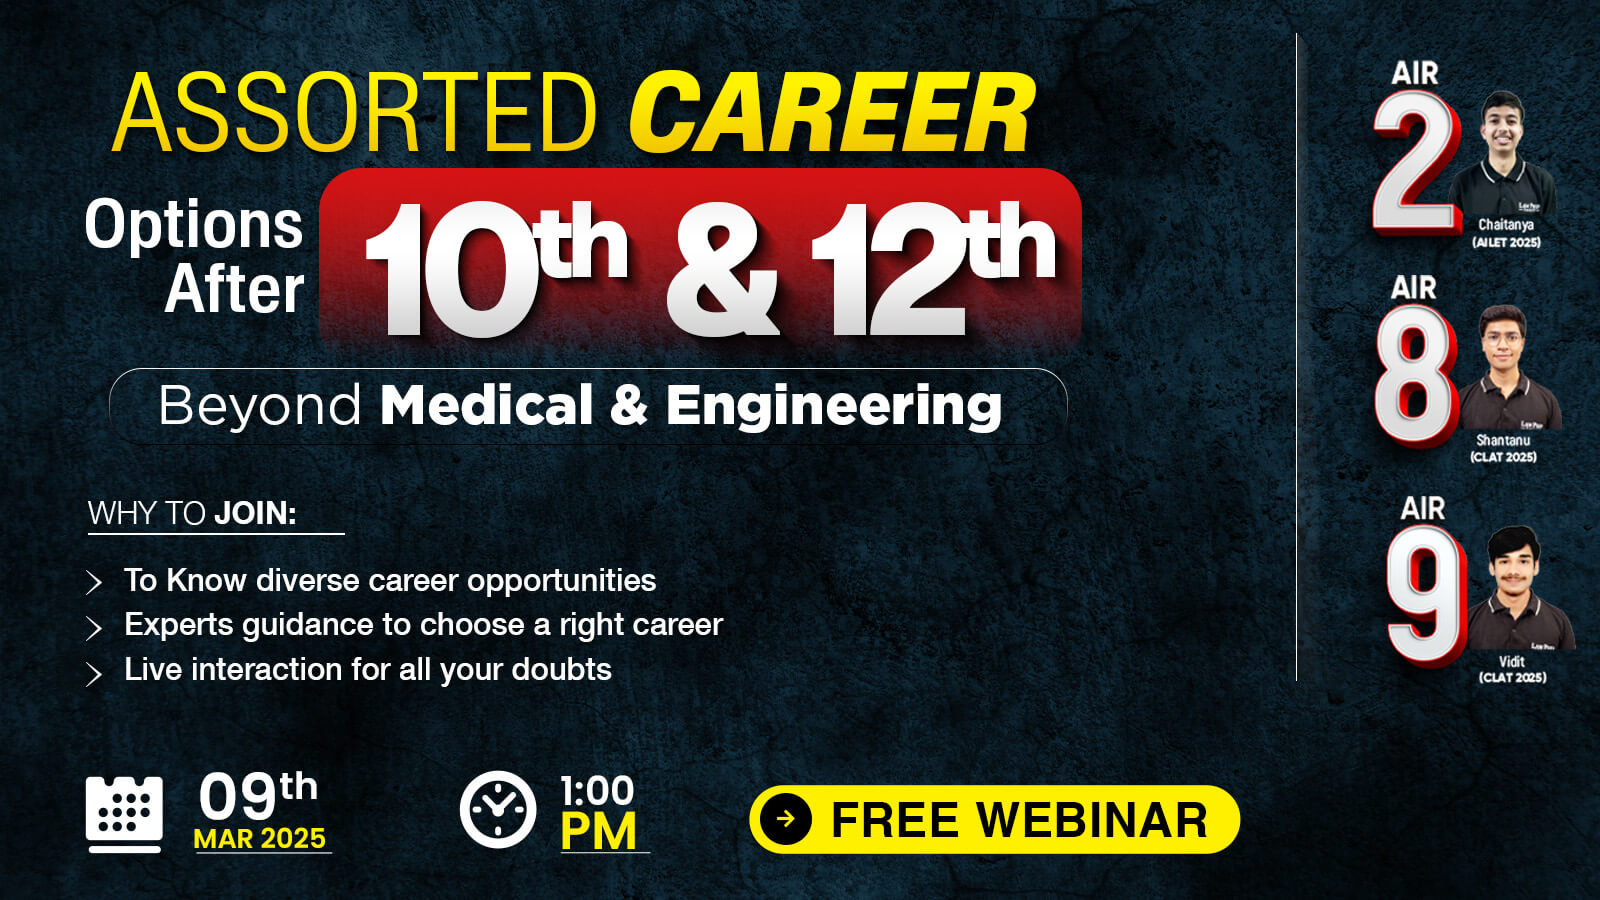 ASSORTED CAREER
Options
After
10th & 12th
Beyond Medical & Engineering
WHY TO JOIN:
To Know diverse career opportunities
Experts guidance to choose a right career
Live interaction for all your doubts
09th
MAR 2025
1:00
PM
FREE WEBINAR
AIR
2
Chaitanya
(AILET 2025)
AIR
8
Shantanu
(CLAT 2025)
AIR
9
Vidit
(CLAT 2025)